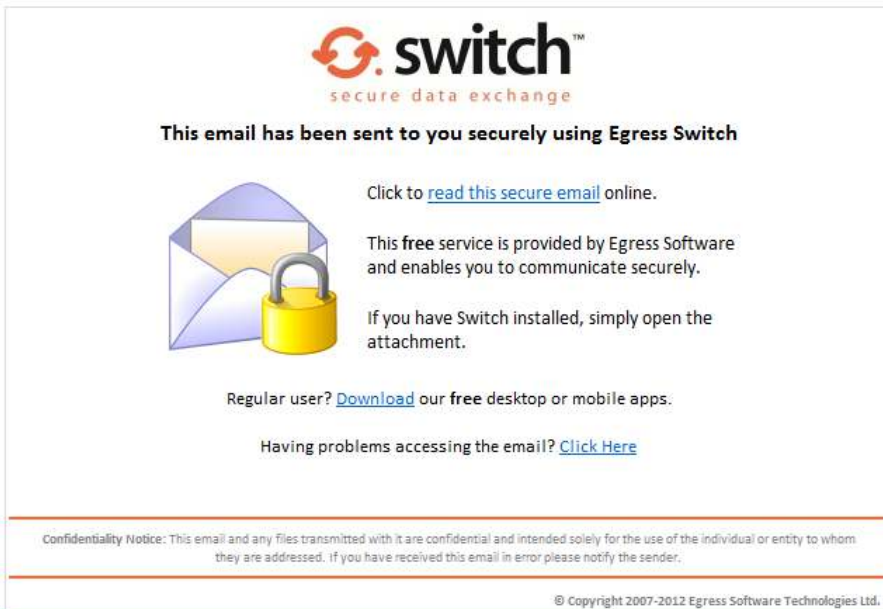 switch™
secure data exchange
This email has been sent to you securely using Egress Switch
Click to read this secure email online.
This free service is provided by Egress Software
and enables you to communicate securely.
If you have Switch installed, simply open the
attachment.
Regular user? Download our free desktop or mobile apps.
Having problems accessing the email? Click Here
Confidentiality Notice: This email and any files transmitted with it are confidential and intended solely for the use of the individual or entity to whom
they are addressed. If you have received this email in error please notify the sender.
© Copyright 2007-2012 Egress Software Technologies Ltd.